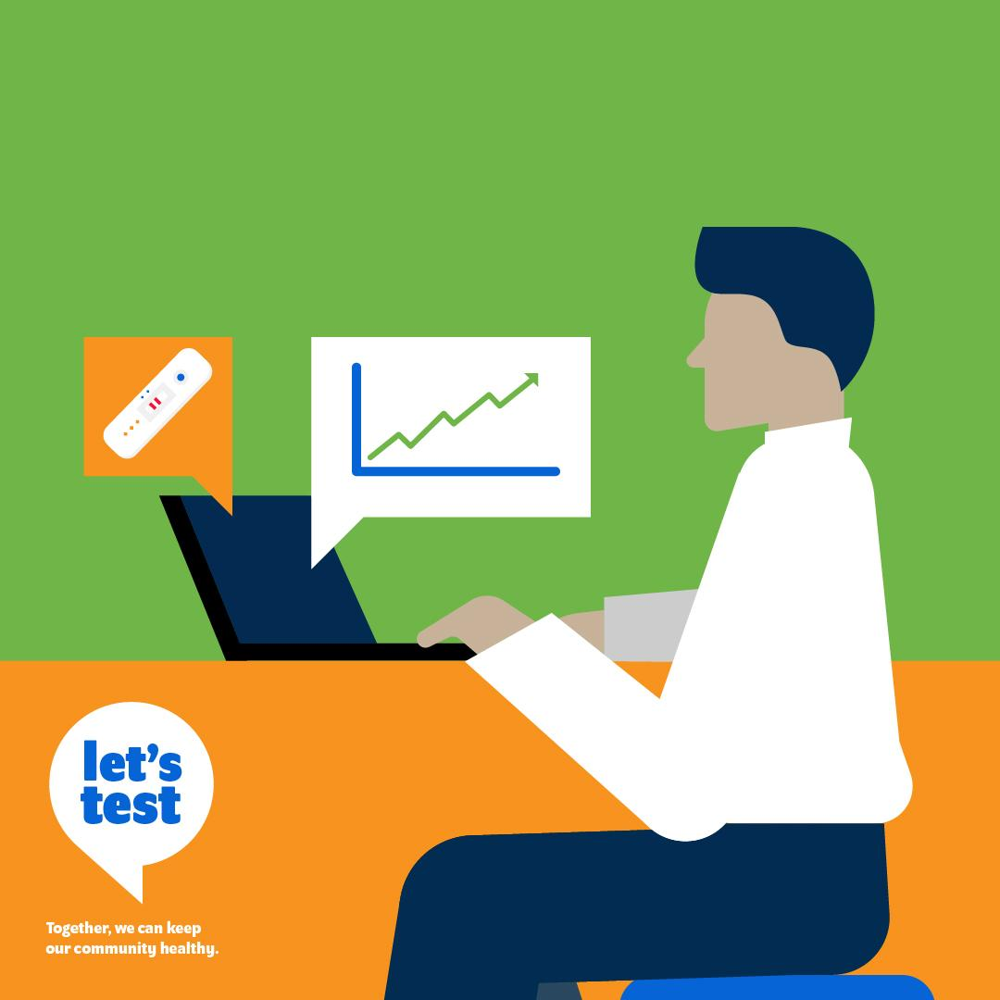 let’s
test
Together, we can keep
our community healthy.